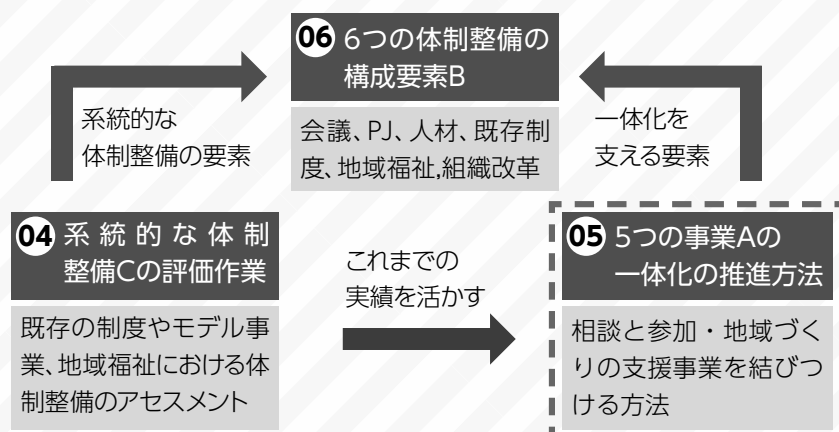 06 6つの体制整備の
構成要素B
会議、PJ、人材、既存制
度、地域福祉,組織改革
系統的な
体制整備の要素
一体化を
支える要素
04 系統的な体制
整備Cの評価作業
既存の制度やモデル事
業、地域福祉における体
制整備のアセスメント
これまでの
実績を活かす
05 5つの事業Aの
一体化の推進方法
相談と参加・地域づく
りの支援事業を結びつ
ける方法